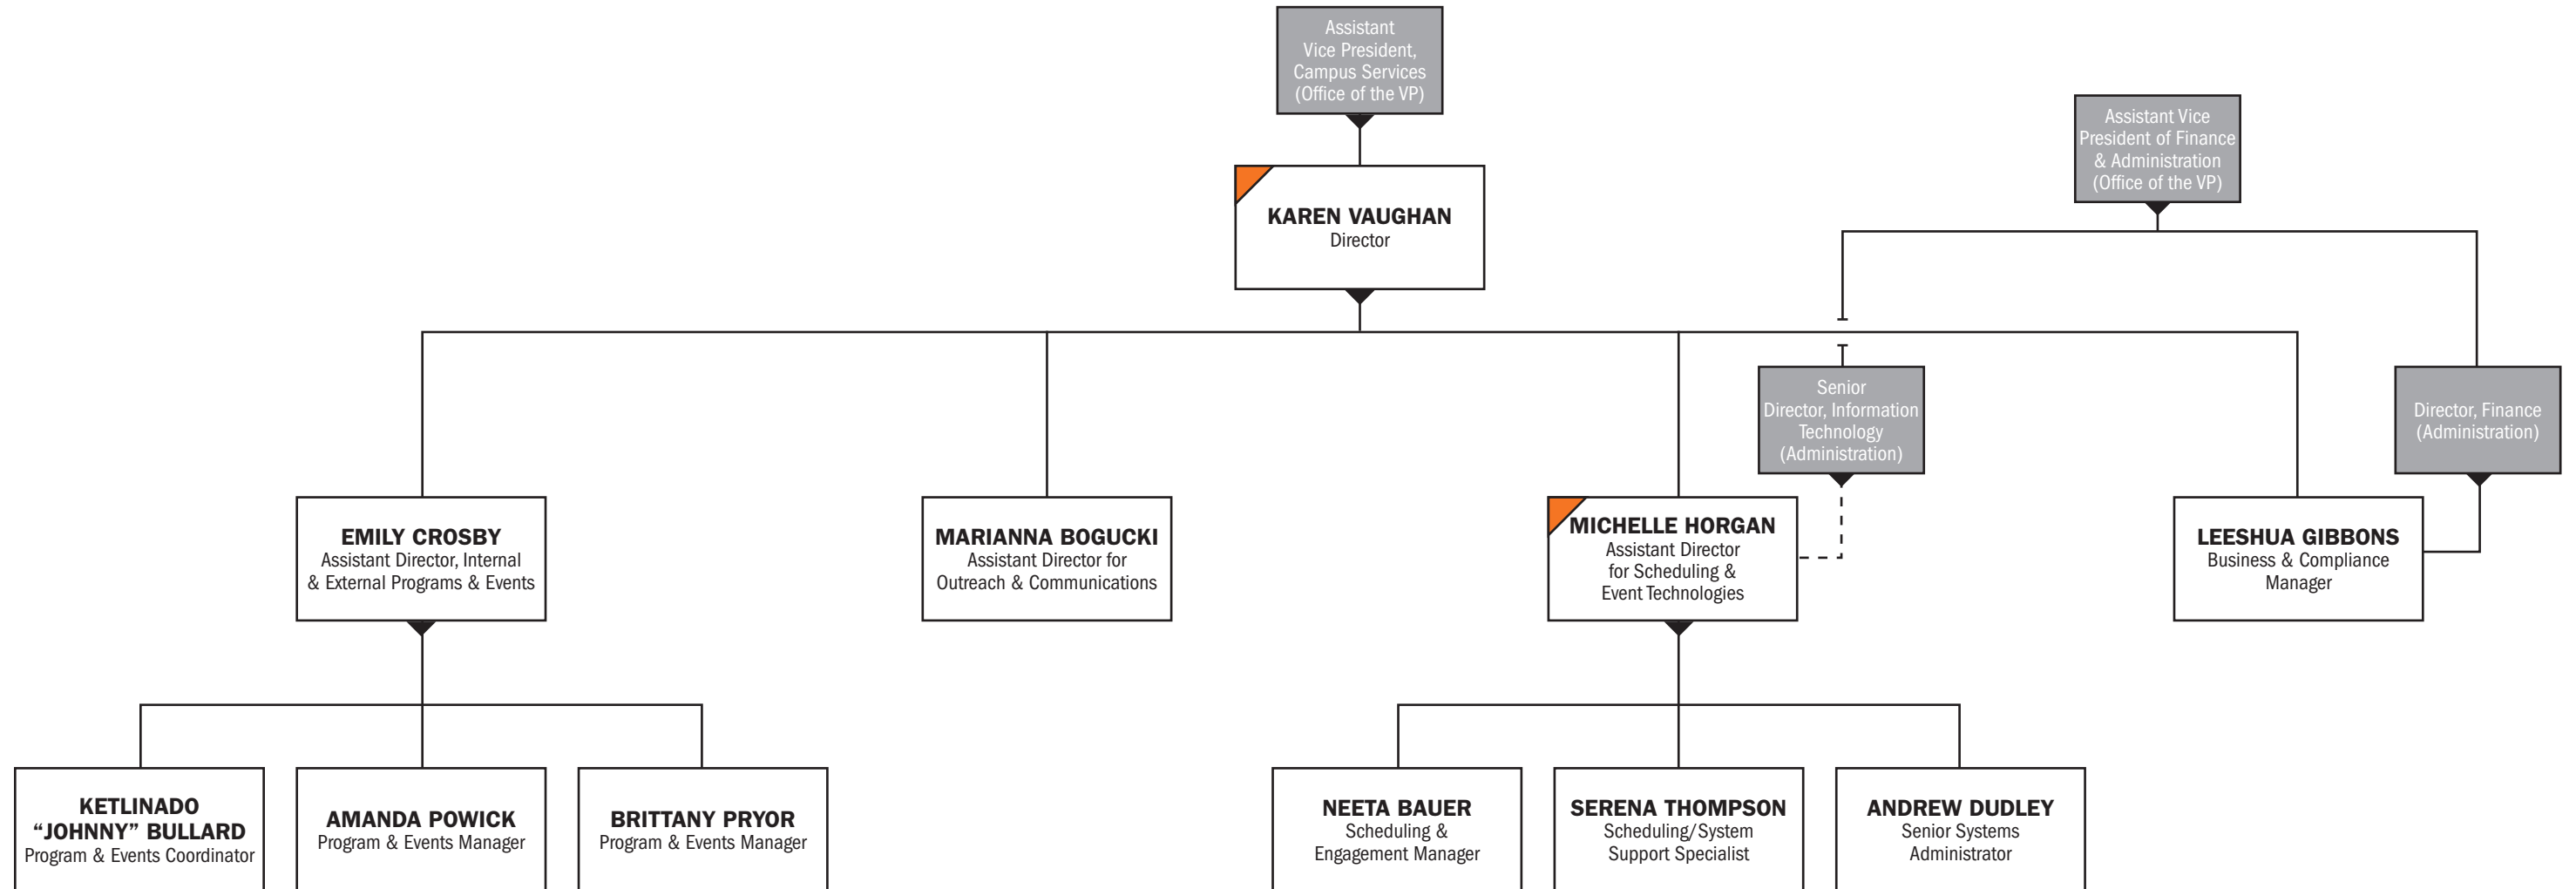 Assistant
Vice President,
Campus Services
(Office of the VP)
Assistant Vice
President of Finance
& Administration
(Office of the VP)
KAREN VAUGHAN
Director
Senior
Director, Information
Technology
(Administration)
Director, Finance
(Administration)
EMILY CROSBY
Assistant Director, Internal
& External Programs & Events
MARIANNA BOGUCKI
Assistant Director for
Outreach & Communications
MICHELLE HORGAN
Assistant Director
for Scheduling &
Event Technologies
LEESHUA GIBBONS
Business & Compliance
Manager
KETLINADO
“JOHNNY” BULLARD
Program & Events Coordinator
AMANDA POWICK
Program & Events Manager
BRITTANY PRYOR
Program & Events Manager
NEETA BAUER
Scheduling &
Engagement Manager
SERENA THOMPSON
Scheduling/System
Support Specialist
ANDREW DUDLEY
Senior Systems
Administrator